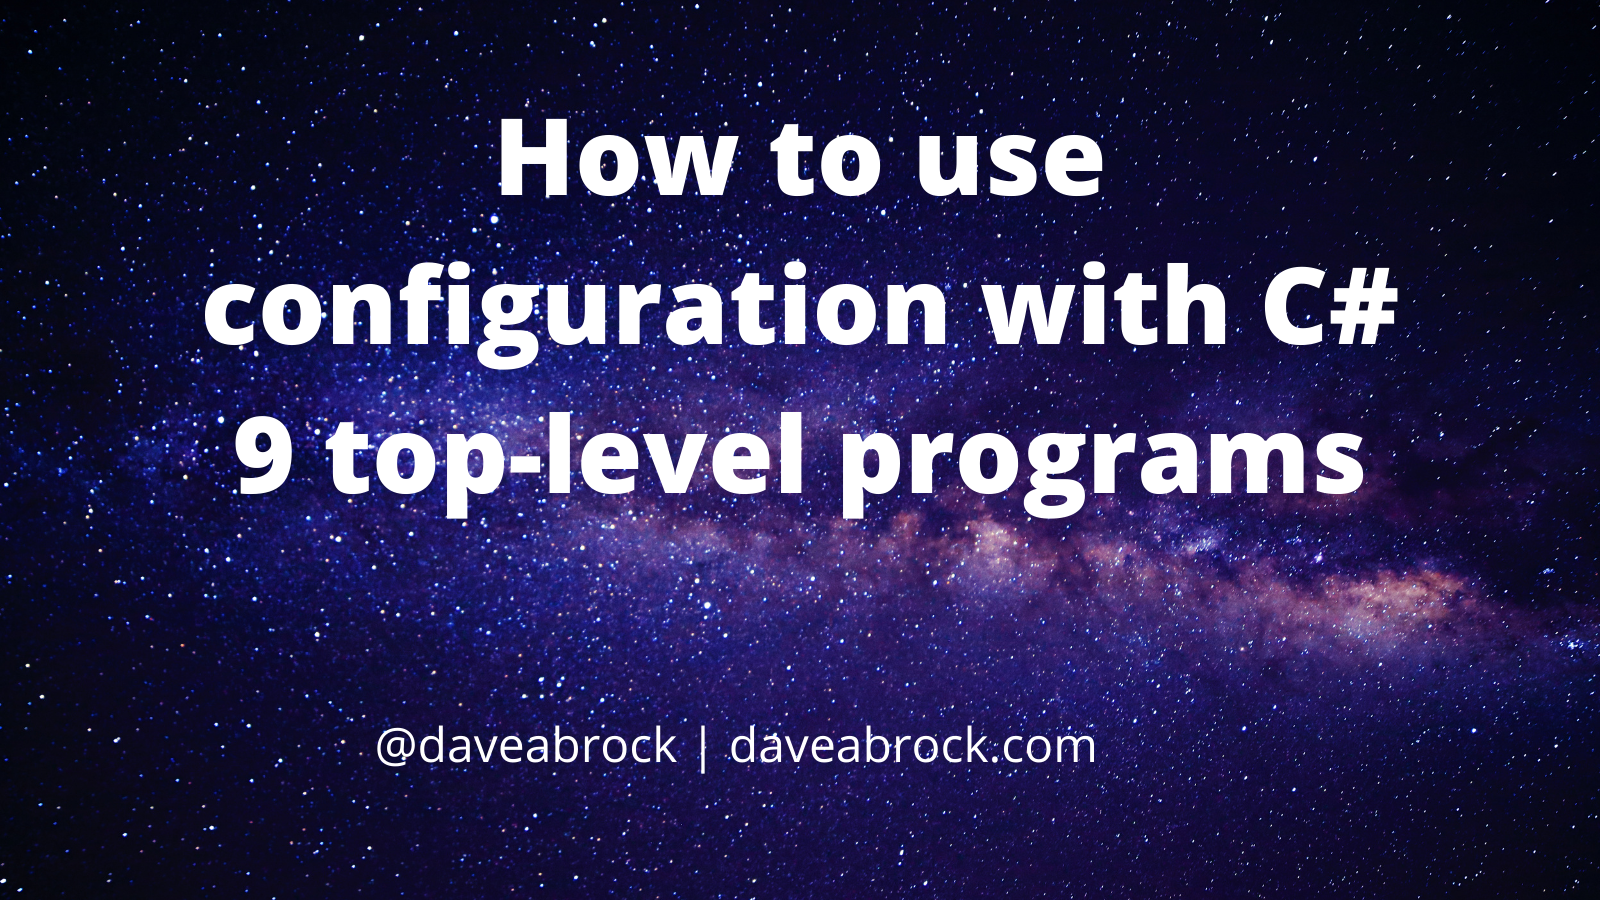 How to use
configuration with C#
9 top-level programs
@daveabrock | daveabrock.com